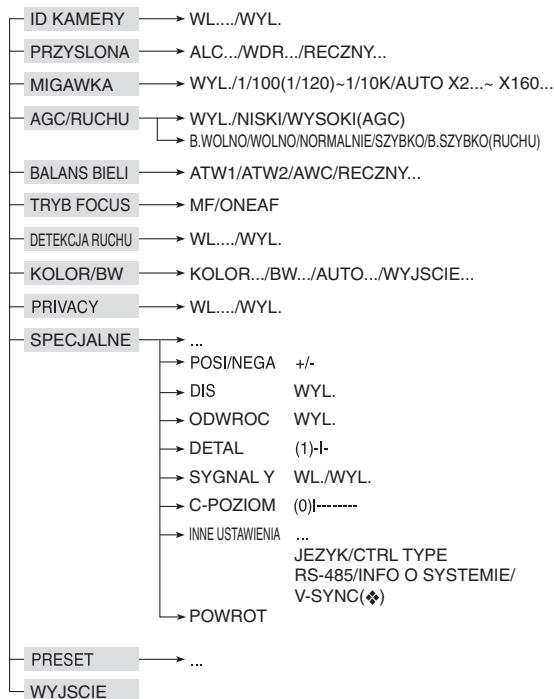 ID KAMERY WL..../WYL.
PRZYSLONA ALC.../WDR.../RECZNY...
MIGAWKA WYL./1/100(1/120)~1/10K/AUTO X2...~ X160...
AGC/RUCHU WYL./NISKI/WYSOKI(AGC)
B.WOLNO/WOLNO/NORMALNIE/SZYBKO/B.SZYBKO(RUCHU)
BALANS BIELI ATW1/ATW2/AWC/RECZNY...
TRYB FOCUS MF/ONEAF
DETEKCJA RUCHU WL..../WYL.
KOLOR/BW KOLOR.../BW.../AUTO.../WYJSCIE...
PRIVACY WL..../WYL.
SPECJALNE ...
POSI/NEGA +/-
DIS WYL.
ODWROC WYL.
DETAL (1)-I-
SYGNAL Y WL./WYL.
C-POZIOM (0)I--------
INNE USTAWIENIA ...
JEZYK/CTRL TYPE
RS-485/INFO O SYSTEMIE/
V-SYNC(❖)
POWROT
PRESET ...
WYJSCIE